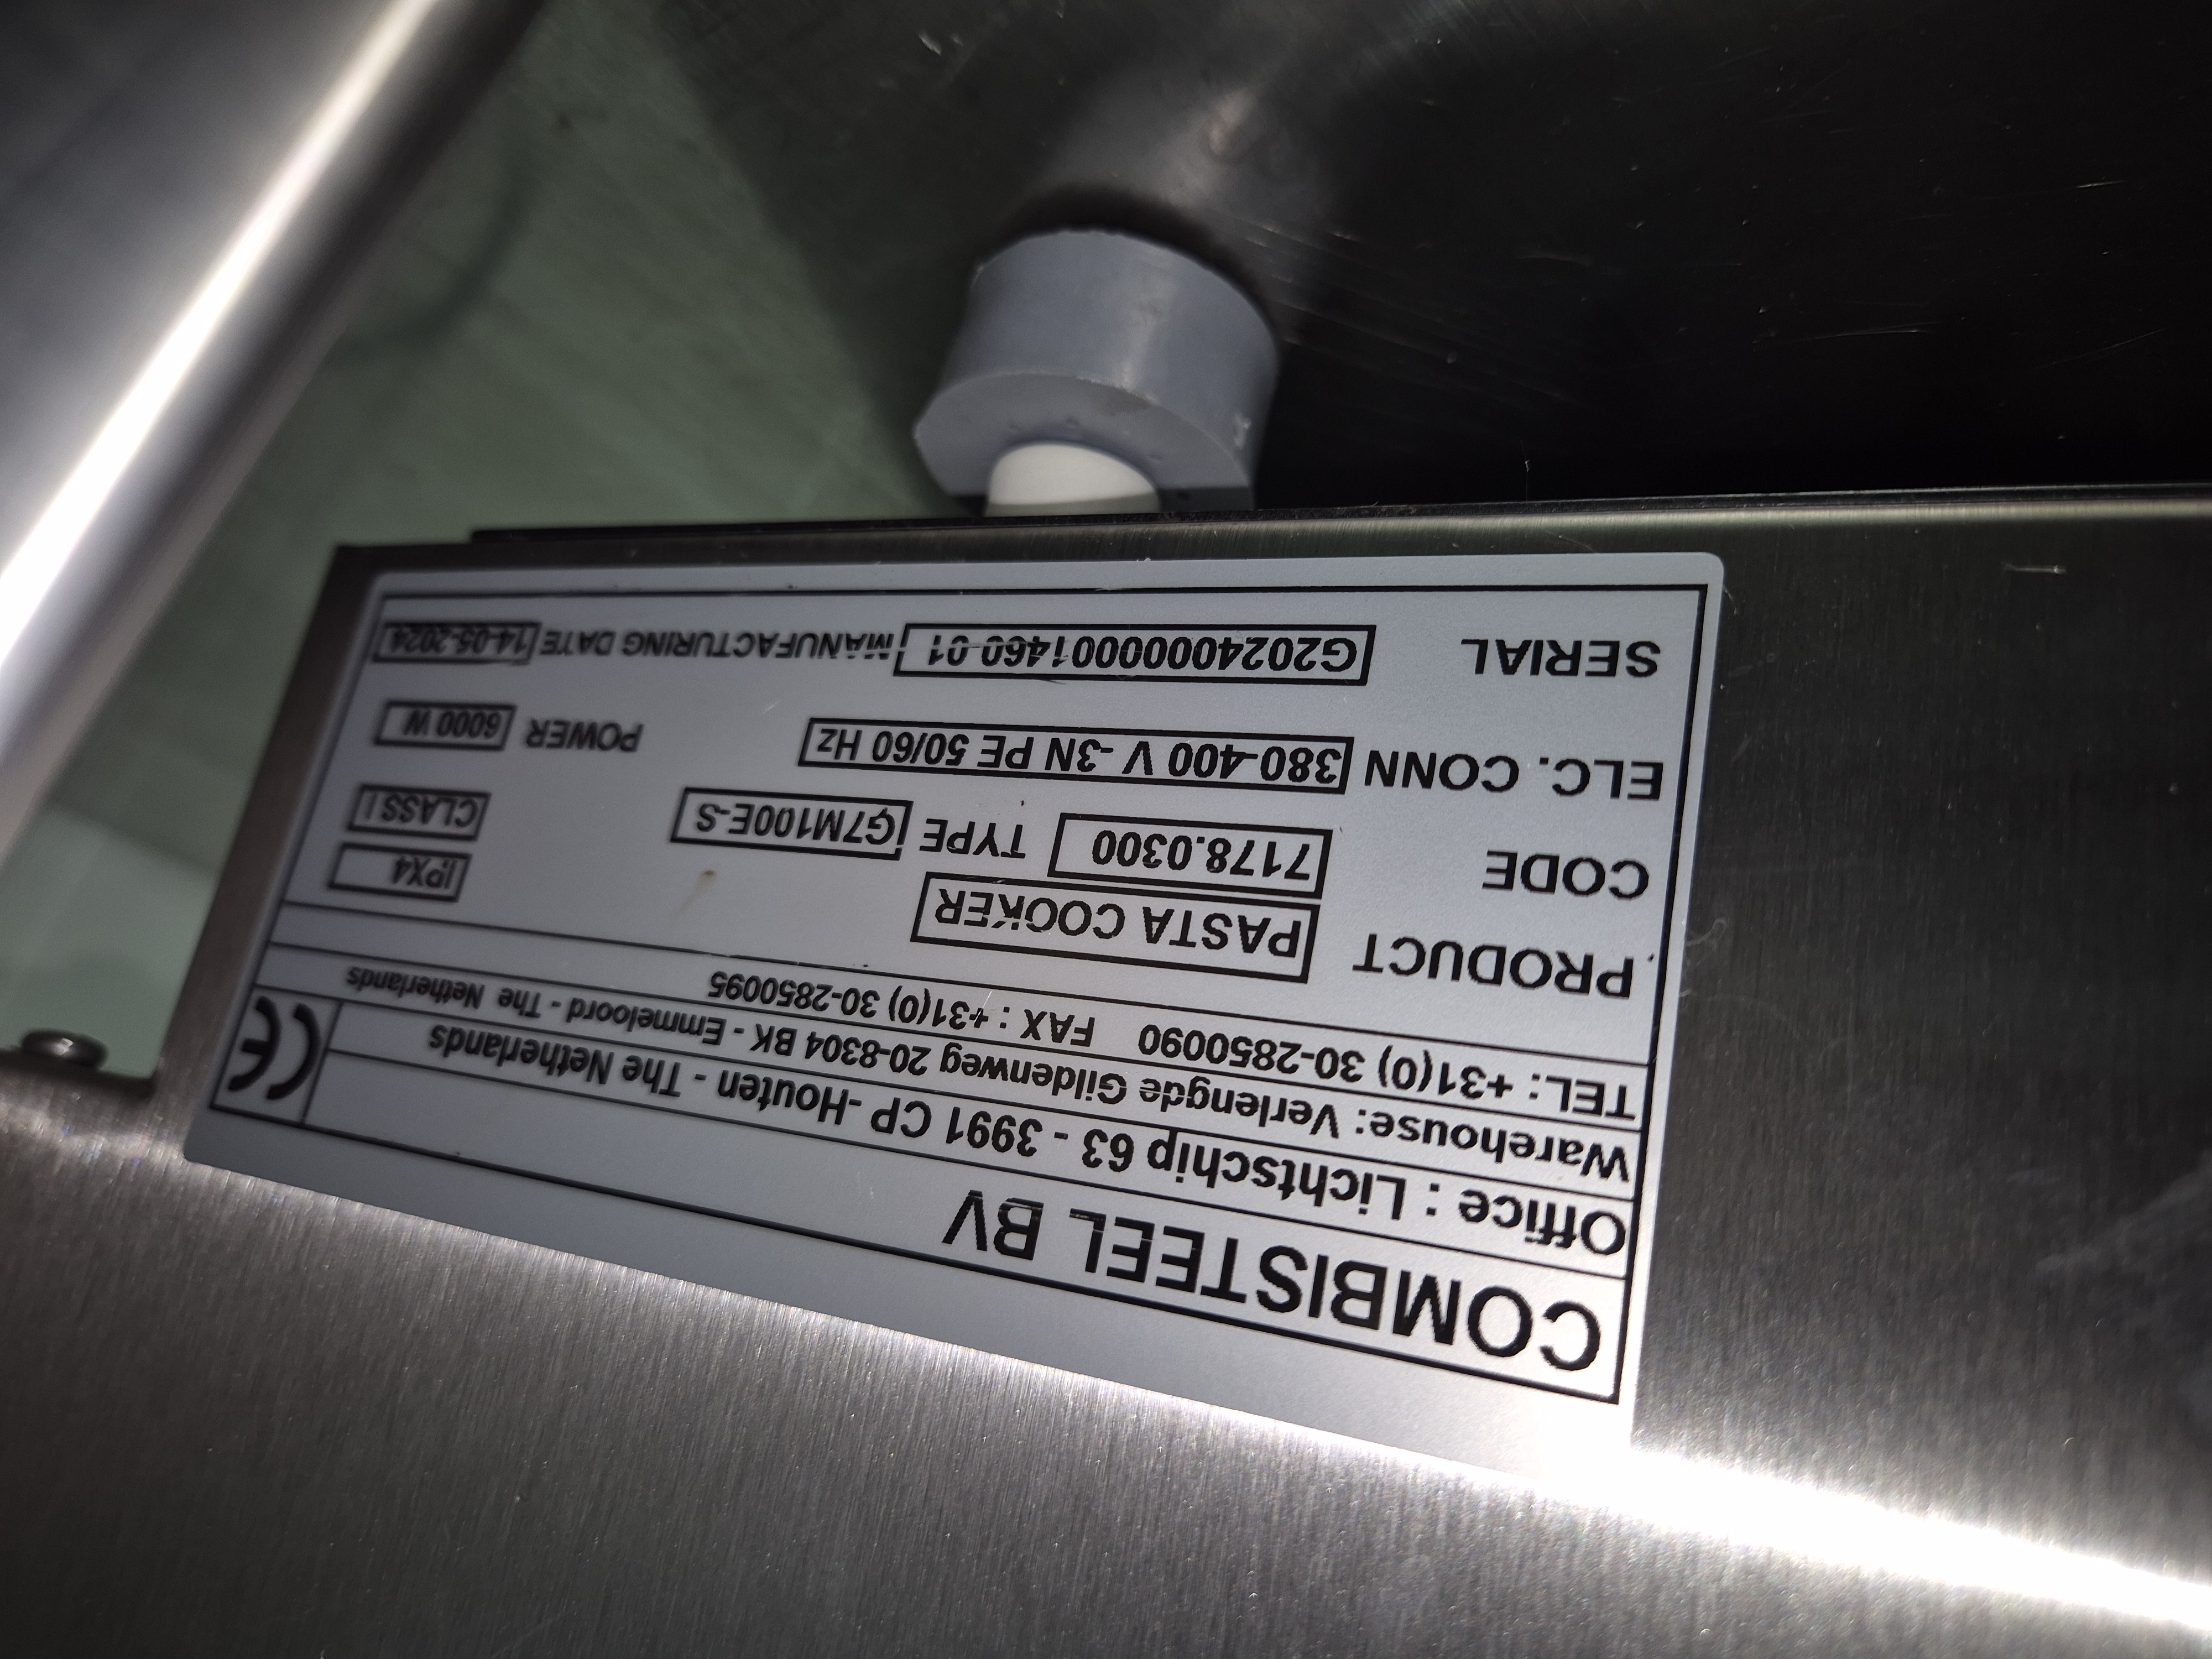 COMBISTEEL BV
Office : Lichtschip 63 - 3991 CP -Houten - The Netherlands
Warehouse: Verlengde Gildenweg 20-8304 BK - Emmeloord - The Netherlands
TEL: +31(0) 30-2850090 FAX : +31(0) 30-2850095
CE
PRODUCT PASTA COOKER IPX4
CODE 7178.0300 TYPE G7M100E-S CLASS I
ELC. CONN 380-400 V -3N PE 50/60 Hz POWER 6000 W
SERIAL G2024000001460-01 MANUFACTURING DATE 14-05-2024